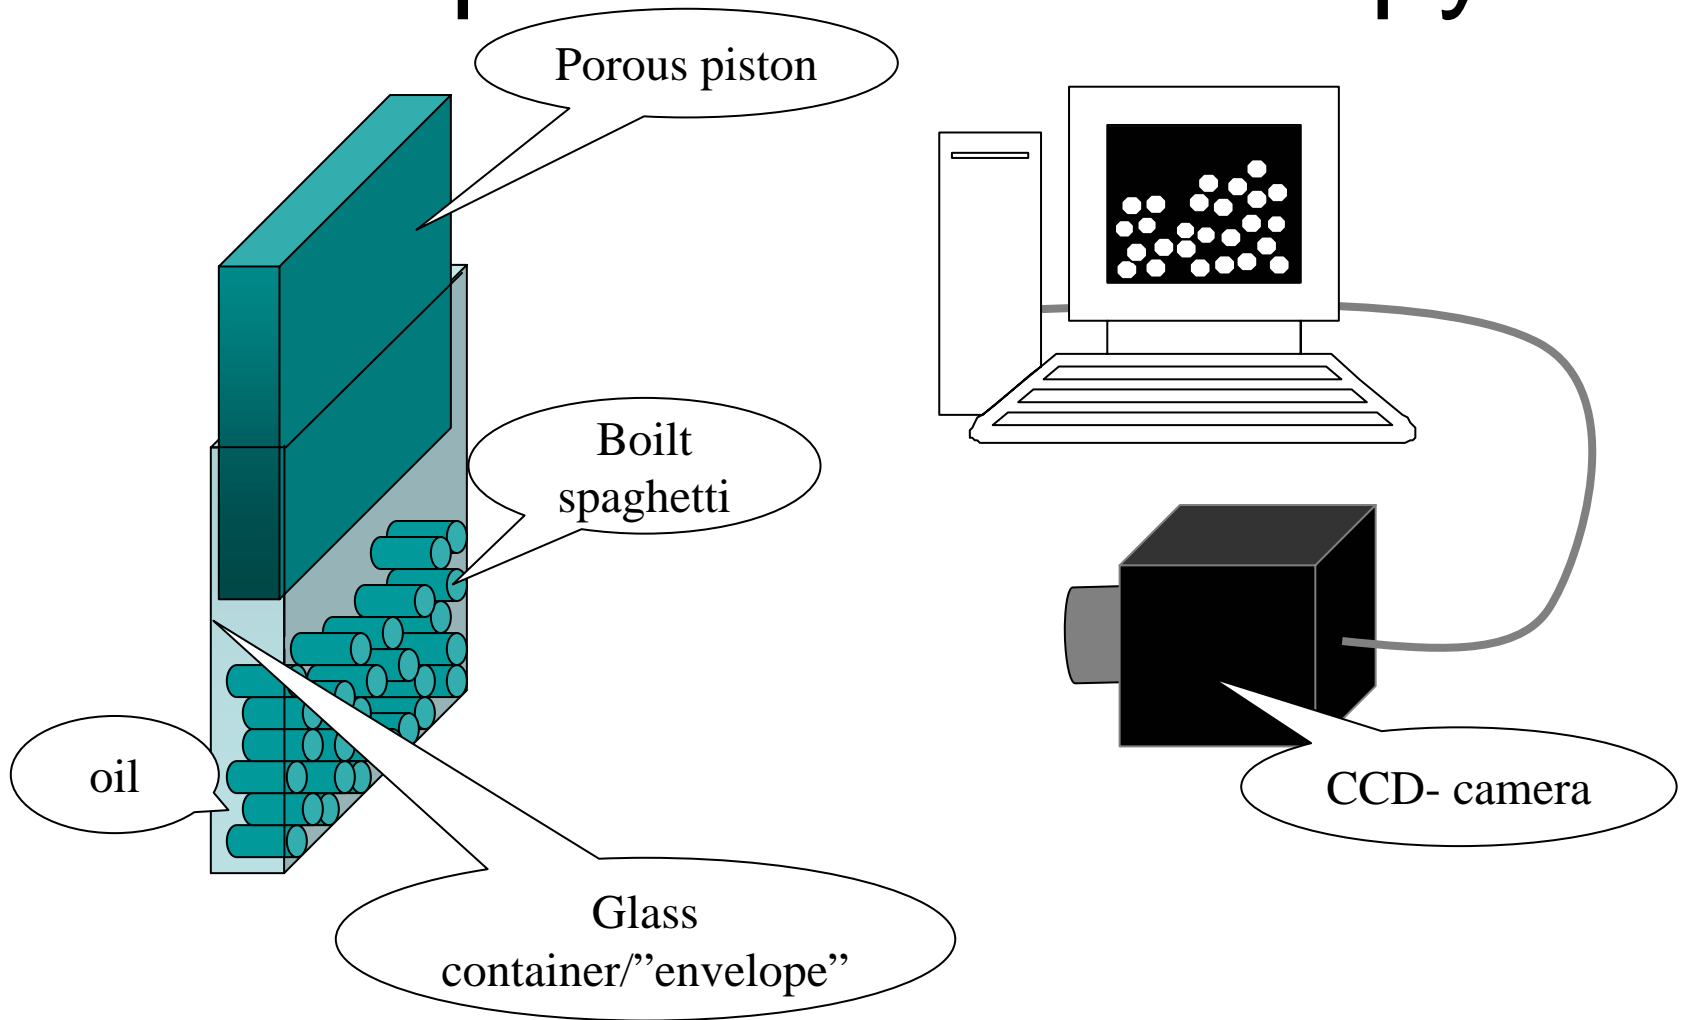 Porous piston
Boilt
spaghetti
oil
CCD- camera
Glass
container/”envelope”